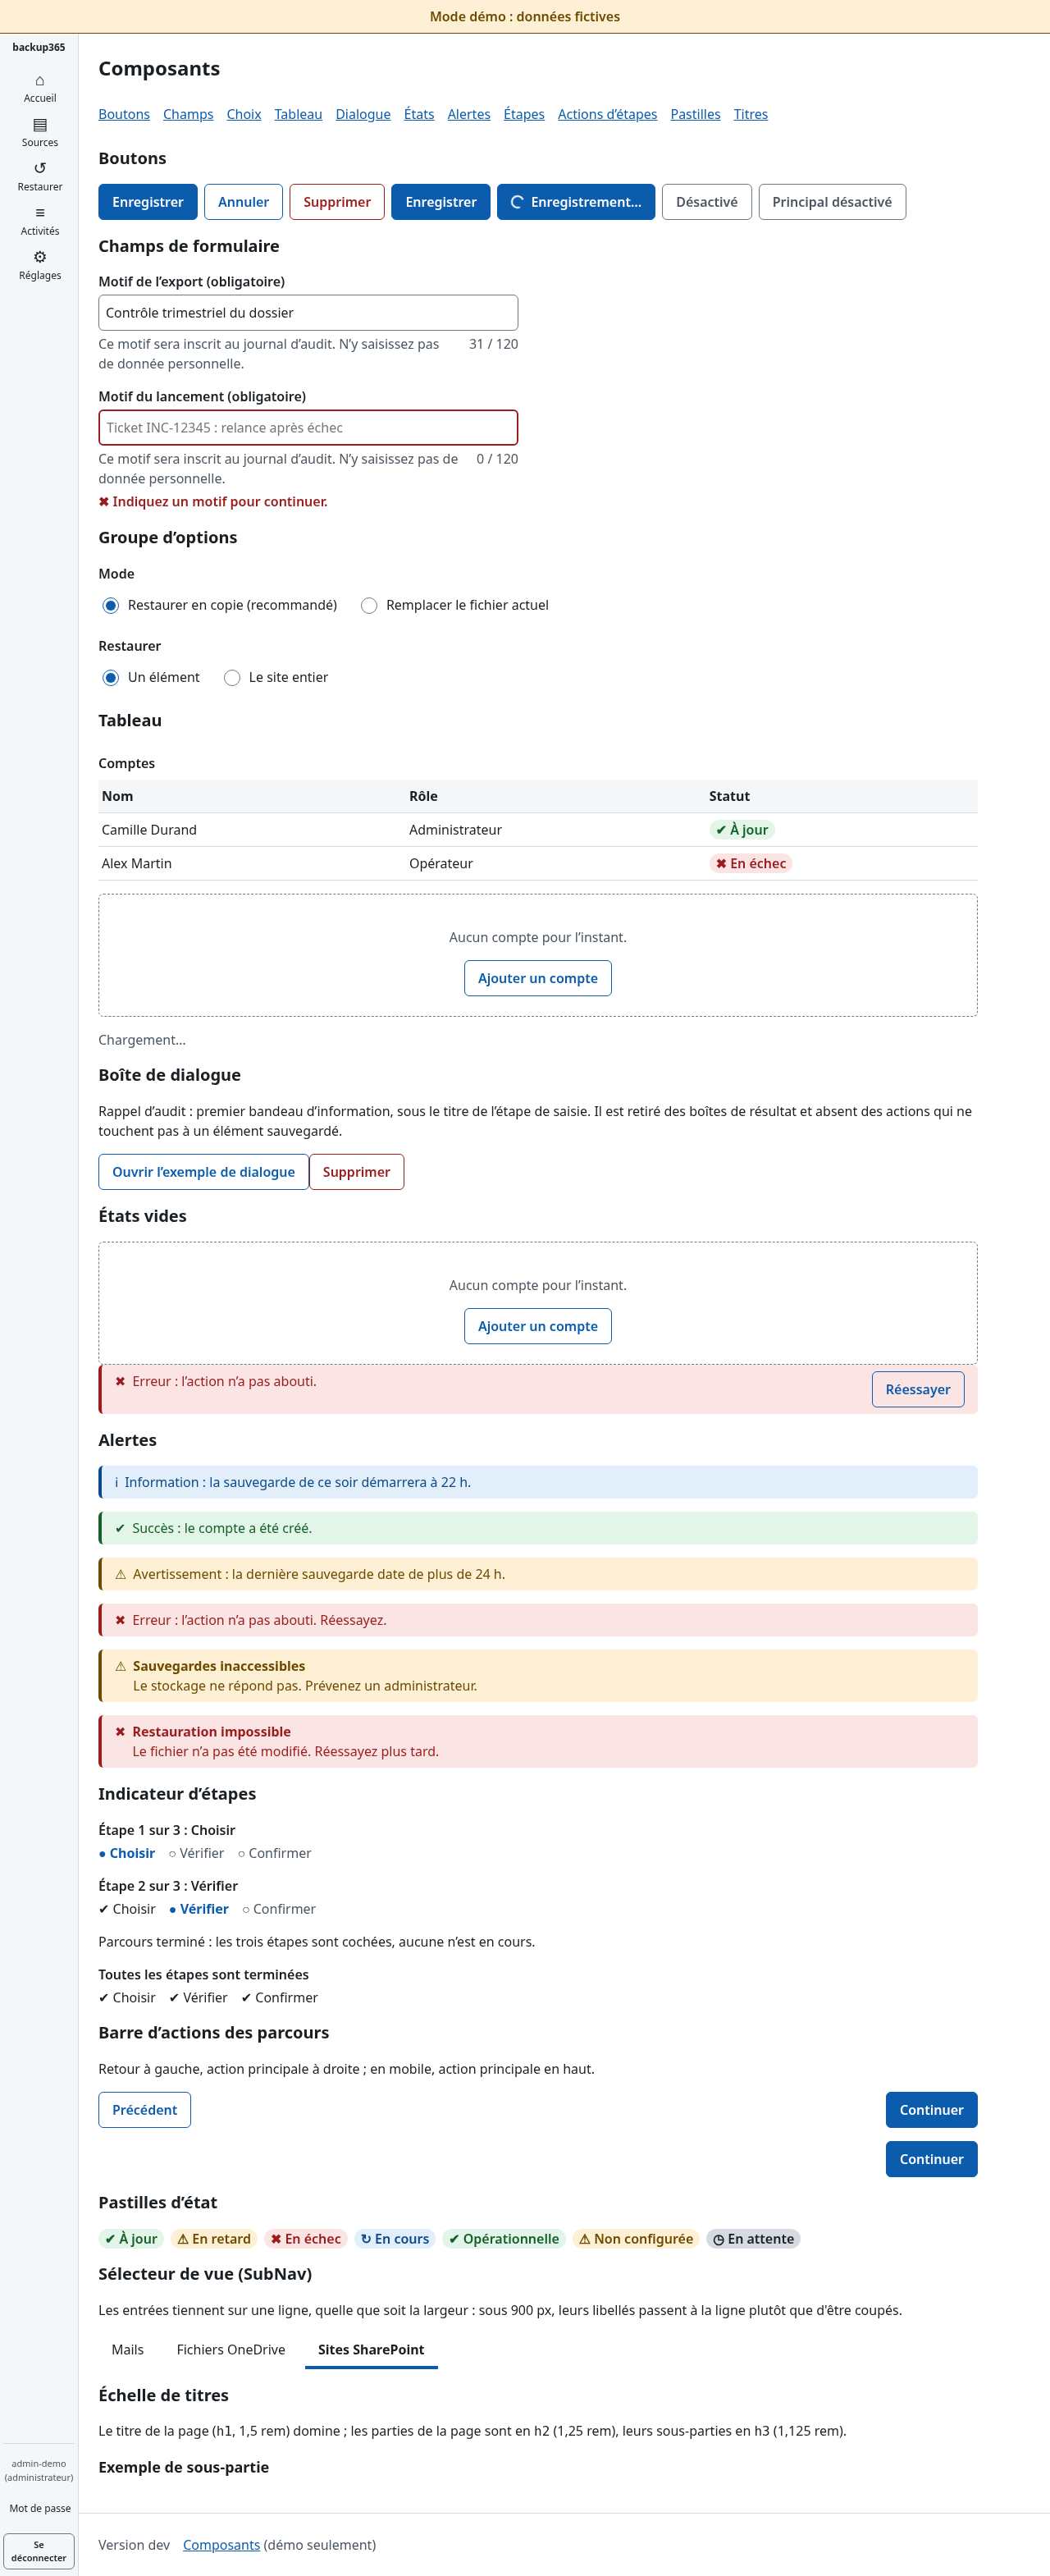 Mode démo : données fictives
backup365
Accueil
Sources
Restaurer
Activités
Réglages
Composants
Boutons Champs Choix Tableau Dialogue États Alertes Étapes Actions d’étapes Pastilles Titres
Boutons
Enregistrer Annuler Supprimer Enregistrer Enregistrement… Désactivé Principal désactivé
Champs de formulaire
Motif de l’export (obligatoire)
Contrôle trimestriel du dossier
Ce motif sera inscrit au journal d’audit. N’y saisissez pas 31 / 120
de donnée personnelle.
Motif du lancement (obligatoire)
Ticket INC-12345 : relance après échec
Ce motif sera inscrit au journal d’audit. N’y saisissez pas de 0 / 120
donnée personnelle.
✖ Indiquez un motif pour continuer.
Groupe d’options
Mode
Restaurer en copie (recommandé) Remplacer le fichier actuel
Restaurer
Un élément Le site entier
Tableau
Comptes
Nom Rôle Statut
Camille Durand Administrateur ✔ À jour
Alex Martin Opérateur ✖ En échec
Aucun compte pour l’instant.
Ajouter un compte
Chargement…
Boîte de dialogue
Rappel d’audit : premier bandeau d’information, sous le titre de l’étape de saisie. Il est retiré des boîtes de résultat et absent des actions qui ne
touchent pas à un élément sauvegardé.
Ouvrir l’exemple de dialogue Supprimer
États vides
Aucun compte pour l’instant.
Ajouter un compte
✖ Erreur : l’action n’a pas abouti. Réessayer
Alertes
i Information : la sauvegarde de ce soir démarrera à 22 h.
✔ Succès : le compte a été créé.
⚠ Avertissement : la dernière sauvegarde date de plus de 24 h.
✖ Erreur : l’action n’a pas abouti. Réessayez.
⚠ Sauvegardes inaccessibles
Le stockage ne répond pas. Prévenez un administrateur.
✖ Restauration impossible
Le fichier n’a pas été modifié. Réessayez plus tard.
Indicateur d’étapes
Étape 1 sur 3 : Choisir
● Choisir ○ Vérifier ○ Confirmer
Étape 2 sur 3 : Vérifier
✔ Choisir ● Vérifier ○ Confirmer
Parcours terminé : les trois étapes sont cochées, aucune n’est en cours.
Toutes les étapes sont terminées
✔ Choisir ✔ Vérifier ✔ Confirmer
Barre d’actions des parcours
Retour à gauche, action principale à droite ; en mobile, action principale en haut.
Précédent Continuer
Continuer
Pastilles d’état
✔ À jour ⚠ En retard ✖ En échec ↻ En cours ✔ Opérationnelle ⚠ Non configurée ◷ En attente
Sélecteur de vue (SubNav)
Les entrées tiennent sur une ligne, quelle que soit la largeur : sous 900 px, leurs libellés passent à la ligne plutôt que d'être coupés.
Mails Fichiers OneDrive Sites SharePoint
Échelle de titres
Le titre de la page (h1, 1,5 rem) domine ; les parties de la page sont en h2 (1,25 rem), leurs sous-parties en h3 (1,125 rem).
Exemple de sous-partie
admin-demo
(administrateur)
Mot de passe
Se
déconnecter
Version dev Composants (démo seulement)